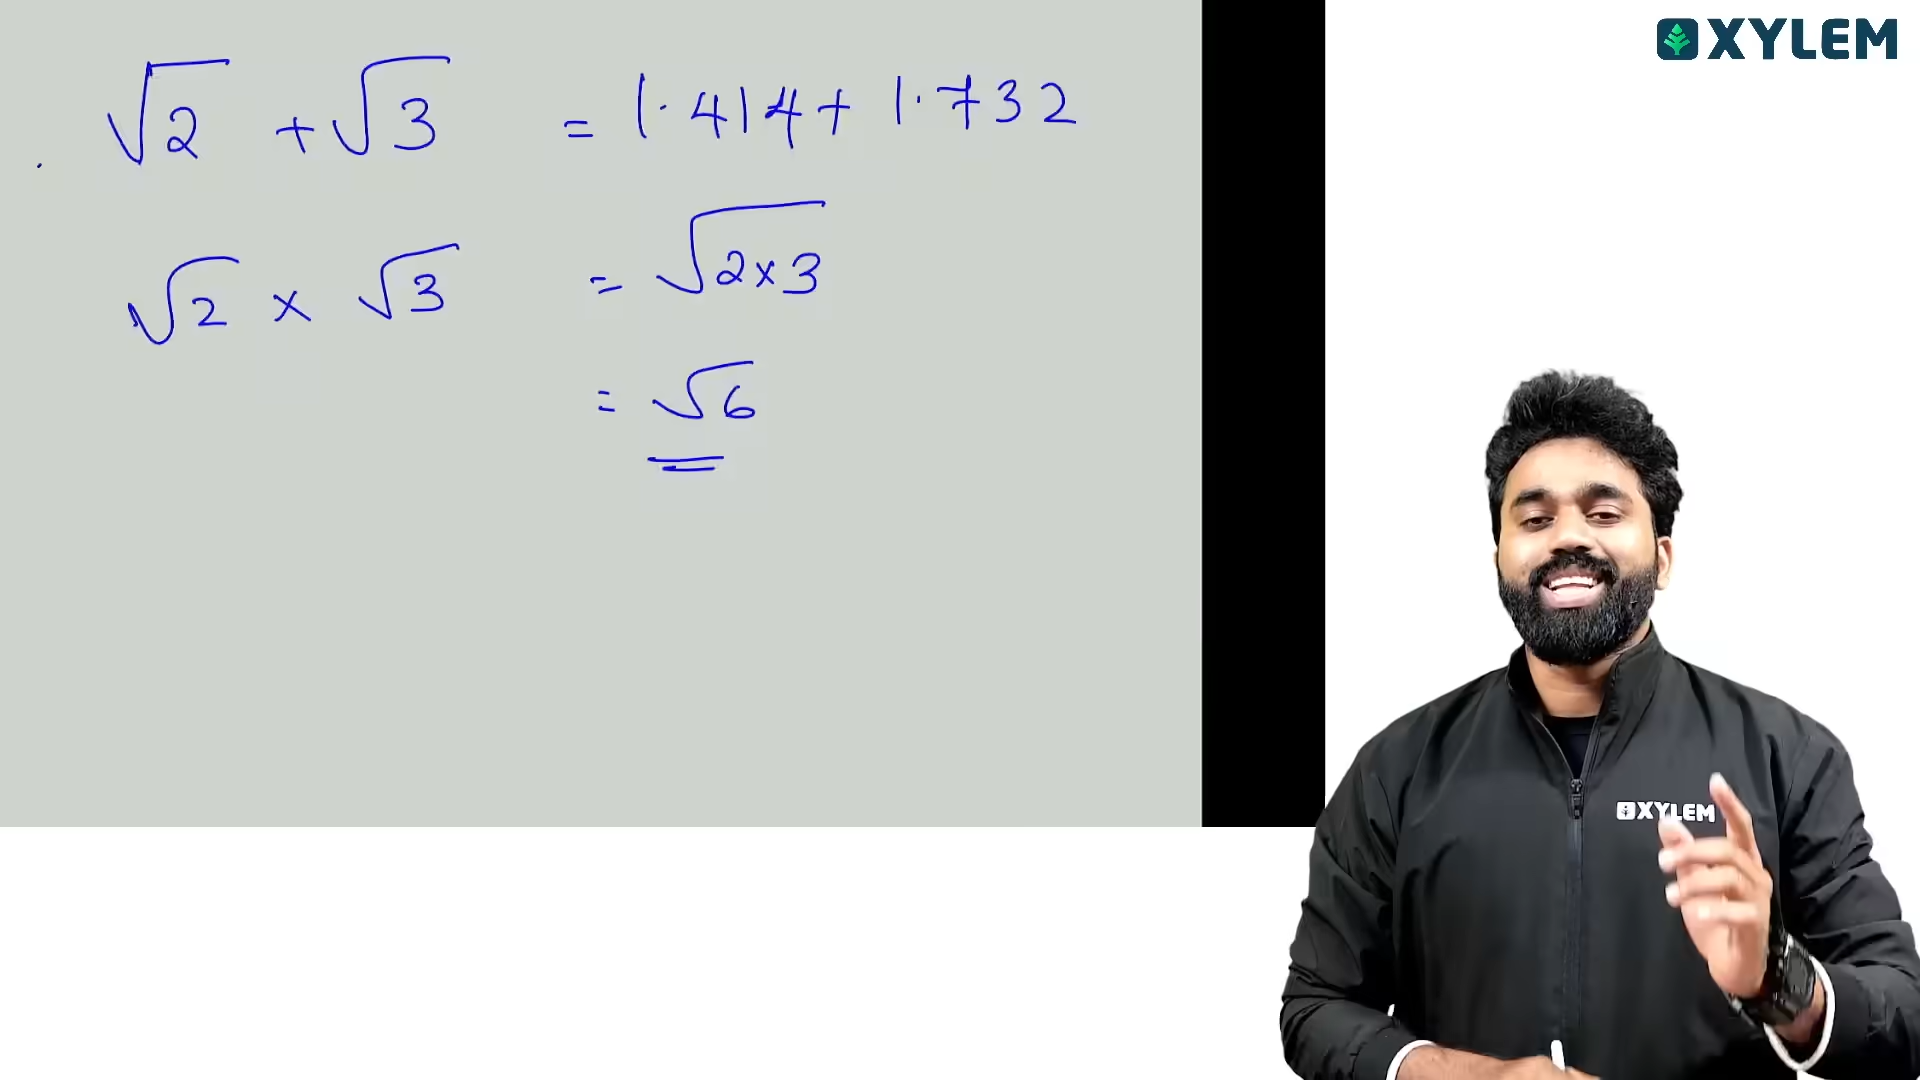 XYLEM
√2 + √3 = 1.414 + 1.732
√2 × √3 = √2×3
= √6
XYLEM